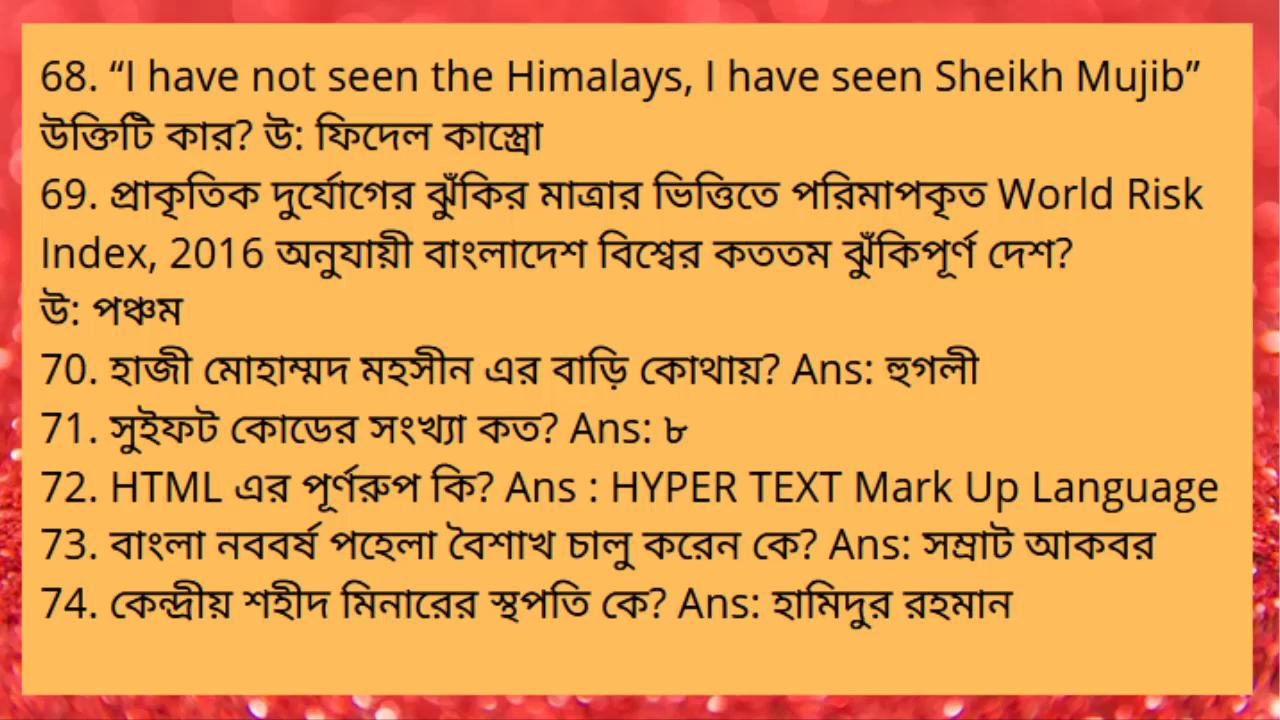 68. “I have not seen the Himalays, I have seen Sheikh Mujib”
উক্তিটি কার? উ: ফিদেল কাস্ত্রো
69. প্রাকৃতিক দুর্যোগের ঝুঁকির মাত্রার ভিত্তিতে পরিমাপকৃত World Risk
Index, 2016 অনুযায়ী বাংলাদেশ বিশ্বের কততম ঝুঁকিপূর্ণ দেশ?
উ: পঞ্চম
70. হাজী মোহাম্মদ মহসীন এর বাড়ি কোথায়? Ans: হুগলী
71. সুইফট কোডের সংখ্যা কত? Ans: ৮
72. HTML এর পূর্ণরুপ কি? Ans : HYPER TEXT Mark Up Language
73. বাংলা নববর্ষ পহেলা বৈশাখ চালু করেন কে? Ans: সম্রাট আকবর
74. কেন্দ্রীয় শহীদ মিনারের স্থপতি কে? Ans: হামিদুর রহমান